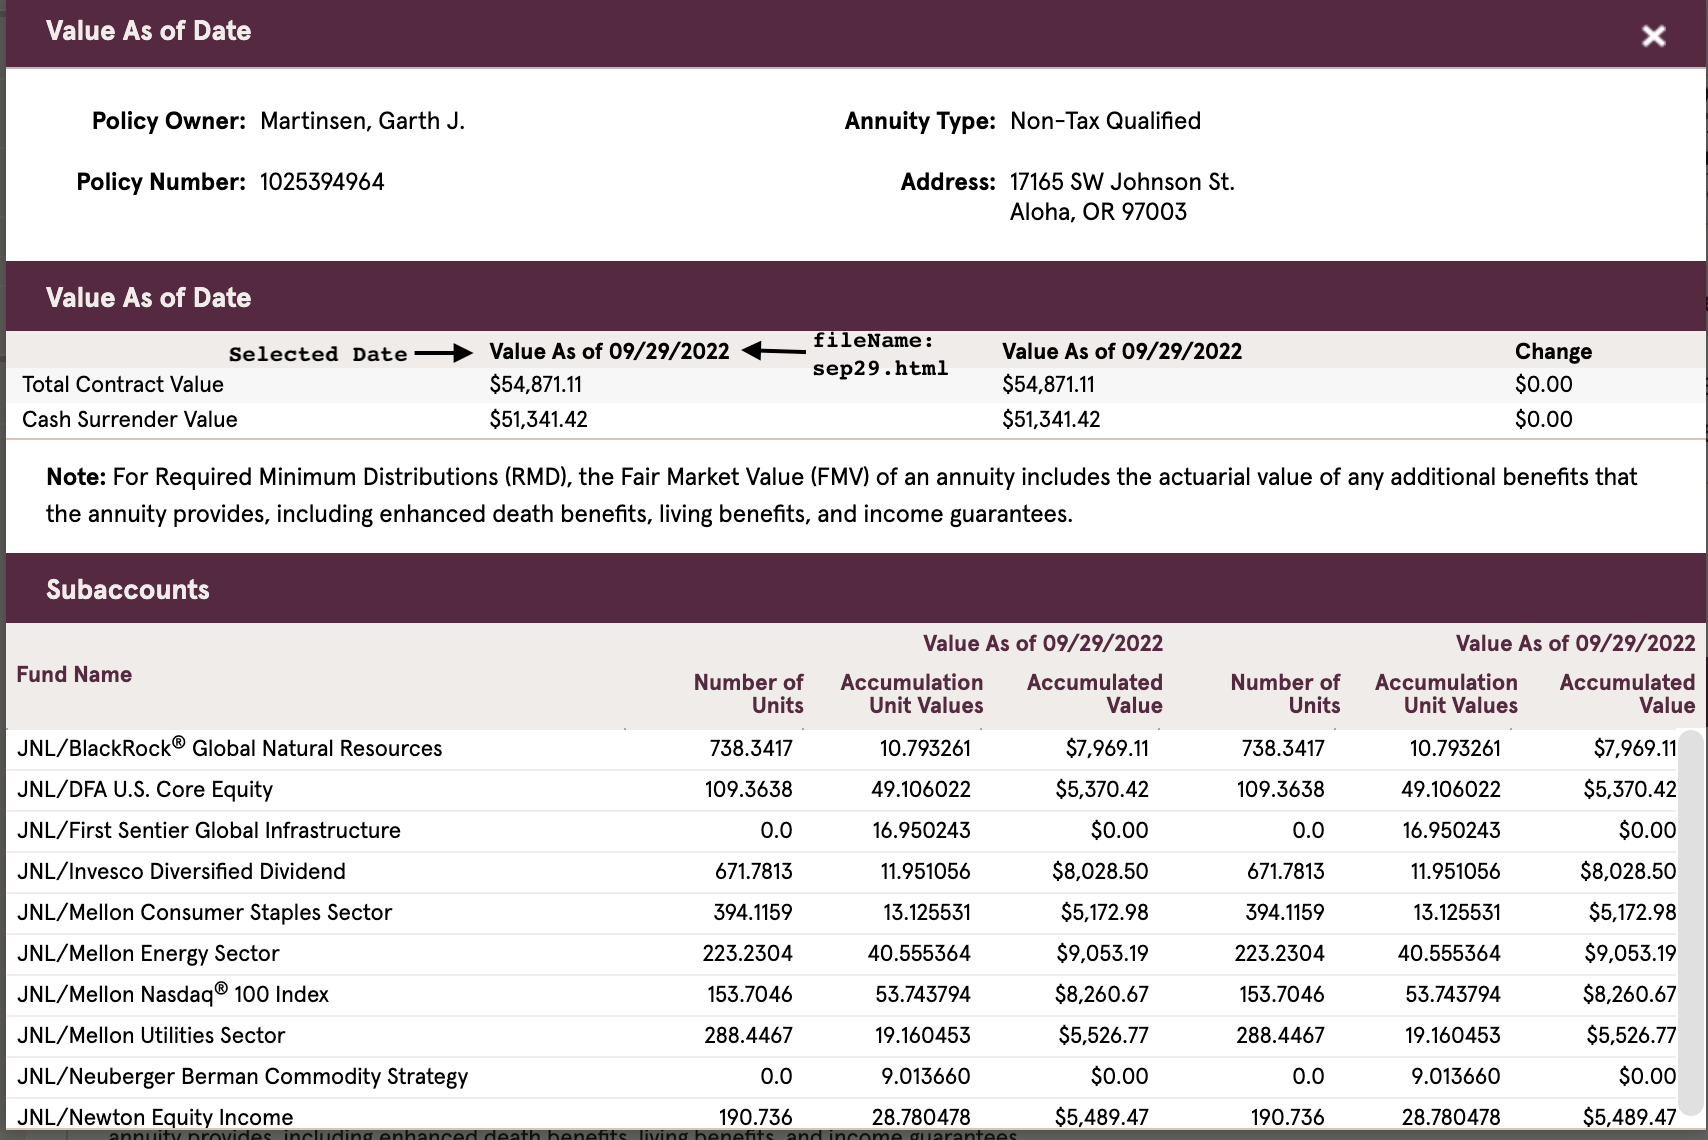 Value As of Date
Policy Owner: Martinsen, Garth J. Annuity Type: Non-Tax Qualified
Policy Number: 1025394964 Address: 17165 SW Johnson St.
Aloha, OR 97003
Value As of Date
Selected Date Value As of 09/29/2022 fileName: sep29.html Value As of 09/29/2022 Change
Total Contract Value $54,871.11 $54,871.11 $0.00
Cash Surrender Value $51,341.42 $51,341.42 $0.00
Note: For Required Minimum Distributions (RMD), the Fair Market Value (FMV) of an annuity includes the actuarial value of any additional benefits that
the annuity provides, including enhanced death benefits, living benefits, and income guarantees.
Subaccounts
Value As of 09/29/2022 Value As of 09/29/2022
Fund Name
Number of Accumulation Accumulated Number of Accumulation Accumulated
Units Unit Values Value Units Unit Values Value
JNL/BlackRock® Global Natural Resources 738.3417 10.793261 $7,969.11 738.3417 10.793261 $7,969.11
JNL/DFA U.S. Core Equity 109.3638 49.106022 $5,370.42 109.3638 49.106022 $5,370.42
JNL/First Sentier Global Infrastructure 0.0 16.950243 $0.00 0.0 16.950243 $0.00
JNL/Invesco Diversified Dividend 671.7813 11.951056 $8,028.50 671.7813 11.951056 $8,028.50
JNL/Mellon Consumer Staples Sector 394.1159 13.125531 $5,172.98 394.1159 13.125531 $5,172.98
JNL/Mellon Energy Sector 223.2304 40.555364 $9,053.19 223.2304 40.555364 $9,053.19
JNL/Mellon Nasdaq® 100 Index 153.7046 53.743794 $8,260.67 153.7046 53.743794 $8,260.67
JNL/Mellon Utilities Sector 288.4467 19.160453 $5,526.77 288.4467 19.160453 $5,526.77
JNL/Neuberger Berman Commodity Strategy 0.0 9.013660 $0.00 0.0 9.013660 $0.00
JNL/Newton Equity Income 190.736 28.780478 $5,489.47 190.736 28.780478 $5,489.47
annuity provides, including enhanced death benefits, living benefits, and income guarantees.